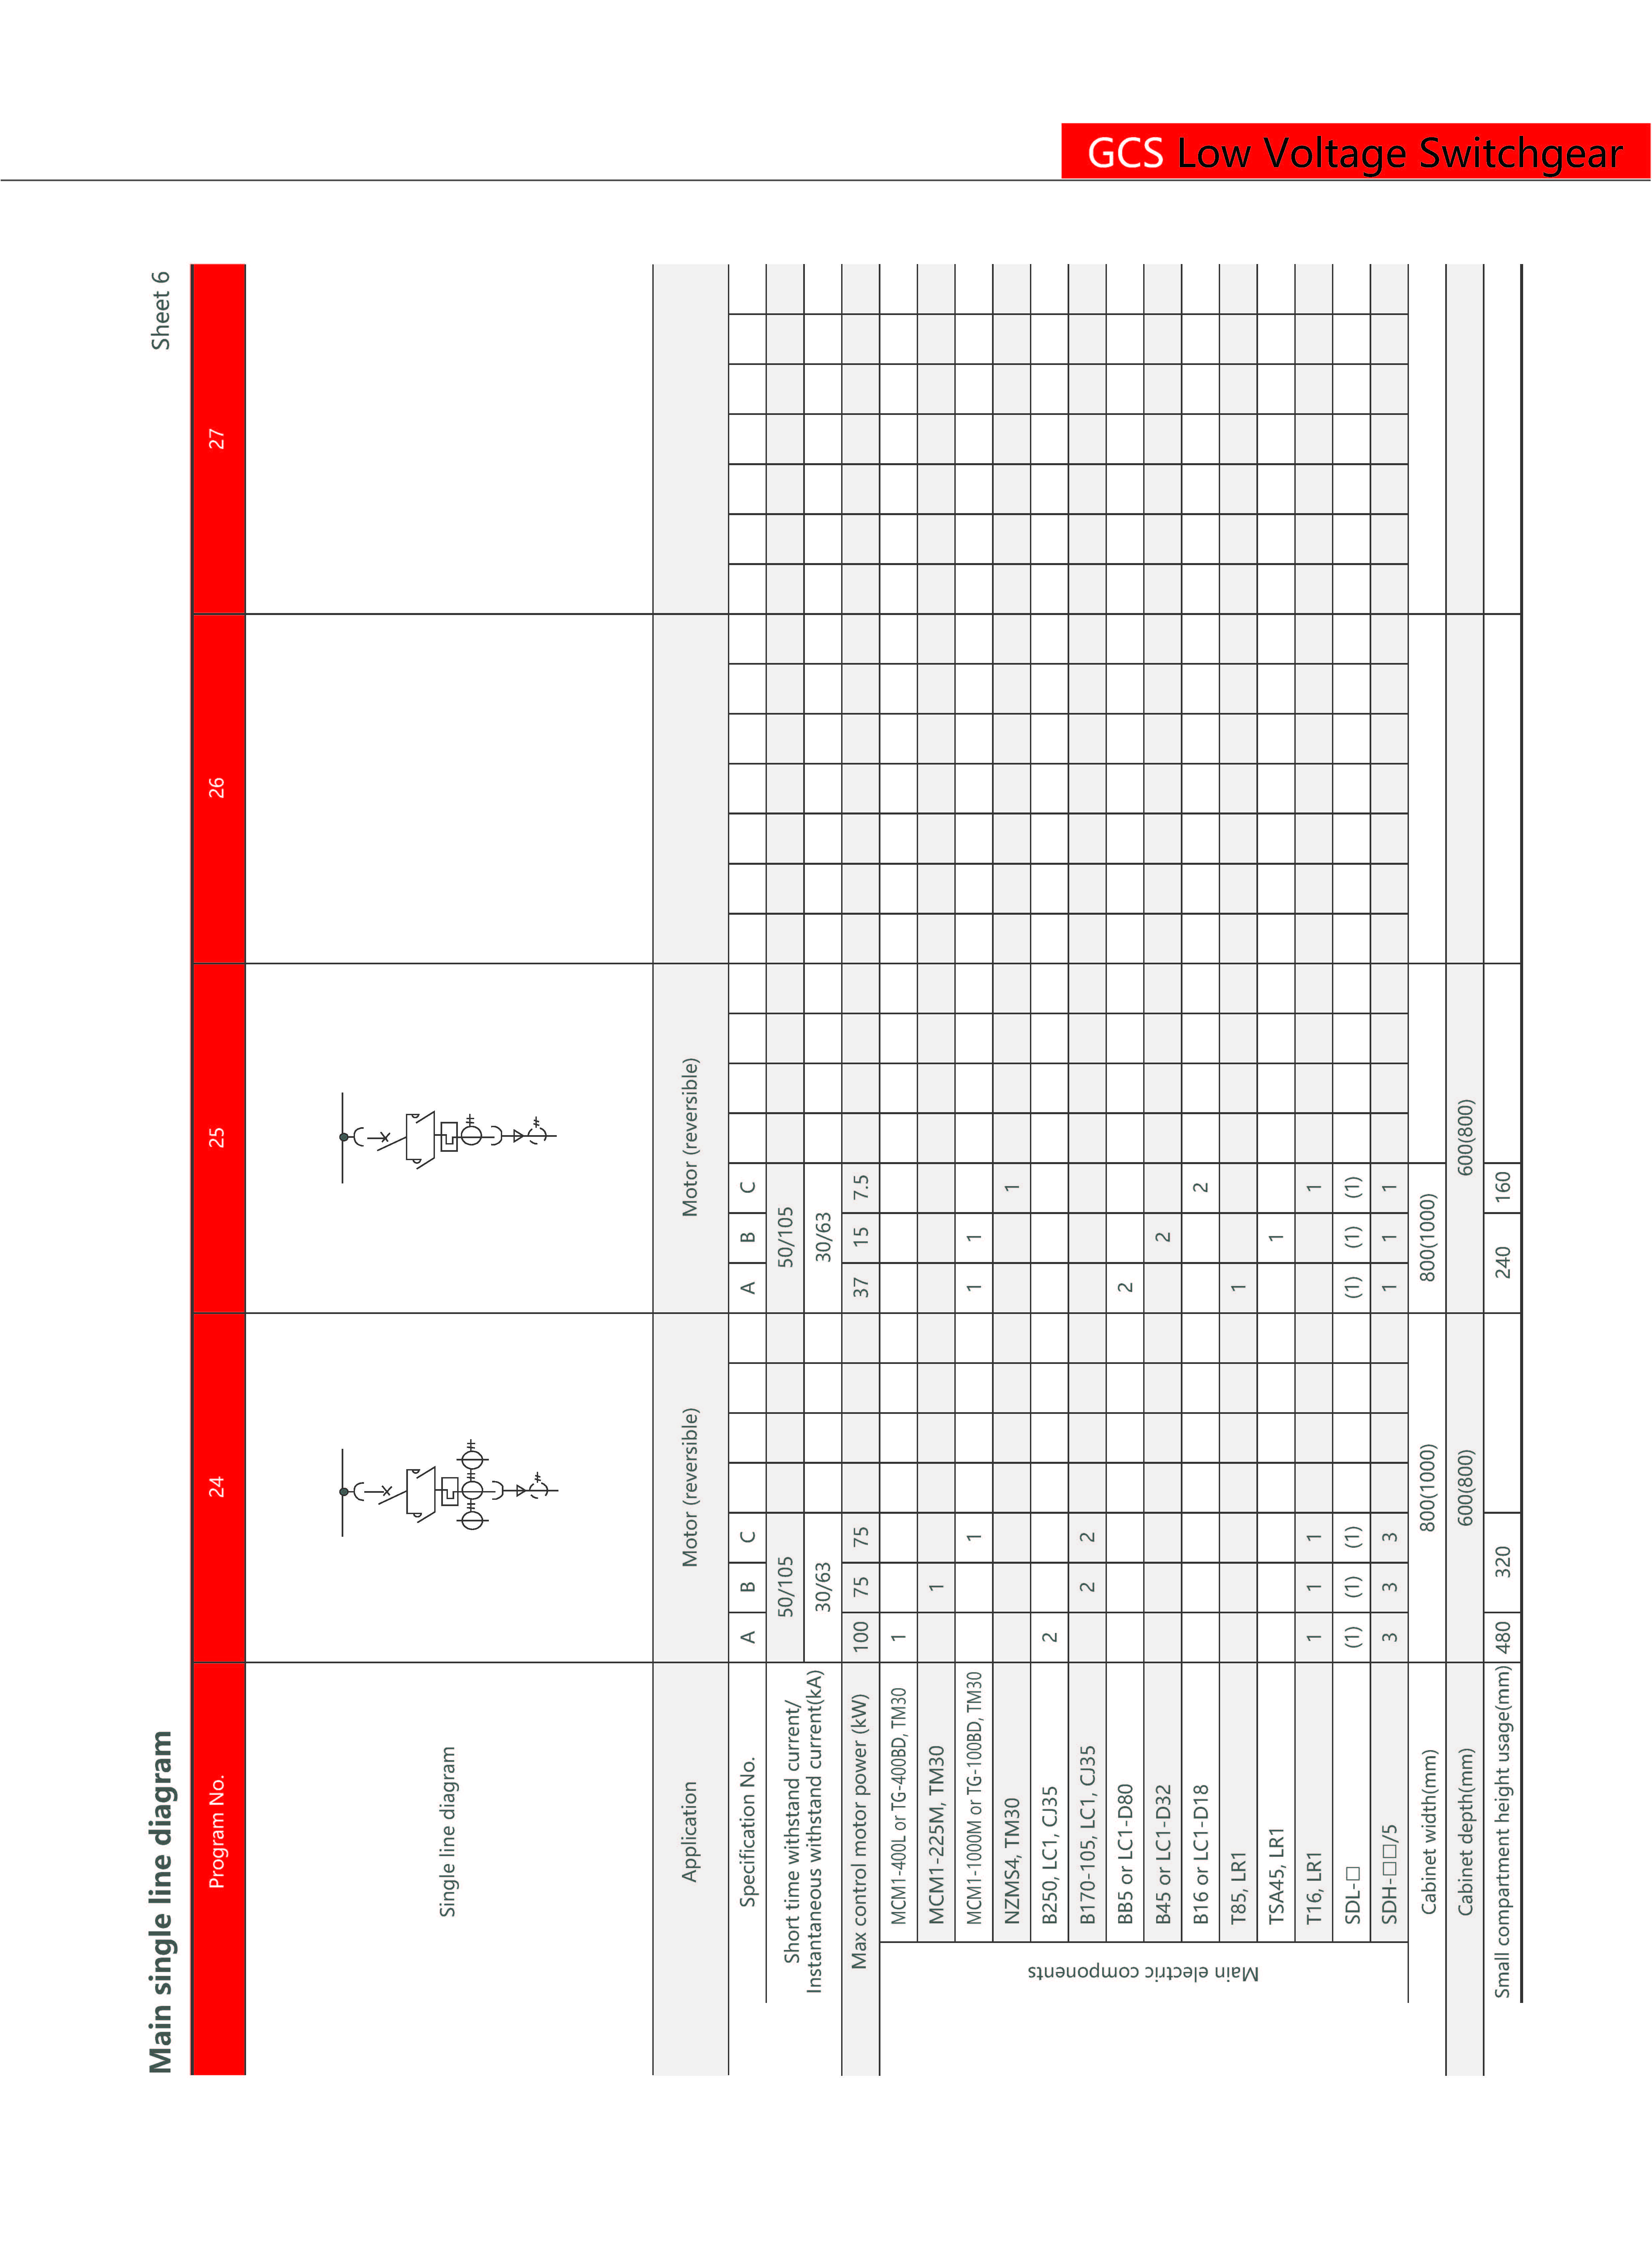 GCS Low Voltage Switchgear
Main single line diagram
Sheet 6
Program No. 24 25 26 27
Single line diagram
Application Motor (reversible) Motor (reversible)
Specification No. A B C A B C
Short time withstand current/ 50/105 50/105
Instantaneous withstand current(kA) 30/63 30/63
Max control motor power (kW) 100 75 75 37 15 7.5
Main electric components
MCM1-400L or TG-400BD, TM30 1
MCM1-225M, TM30 1
MCM1-1000M or TG-100BD, TM30 1 1 1
NZMS4, TM30 1
B250, LC1, CJ35 2
B170-105, LC1, CJ35 2 2
BB5 or LC1-D80 2
B45 or LC1-D32 2
B16 or LC1-D18 2
T85, LR1 1
TSA45, LR1 1
T16, LR1 1 1 1 1
SDL-□ (1) (1) (1) (1) (1) (1)
SDH-□□/5 3 3 3 1 1 1
Cabinet width(mm) 800(1000) 800(1000)
Cabinet depth(mm) 600(800) 600(800)
Small compartment height usage(mm) 480 320 240 160